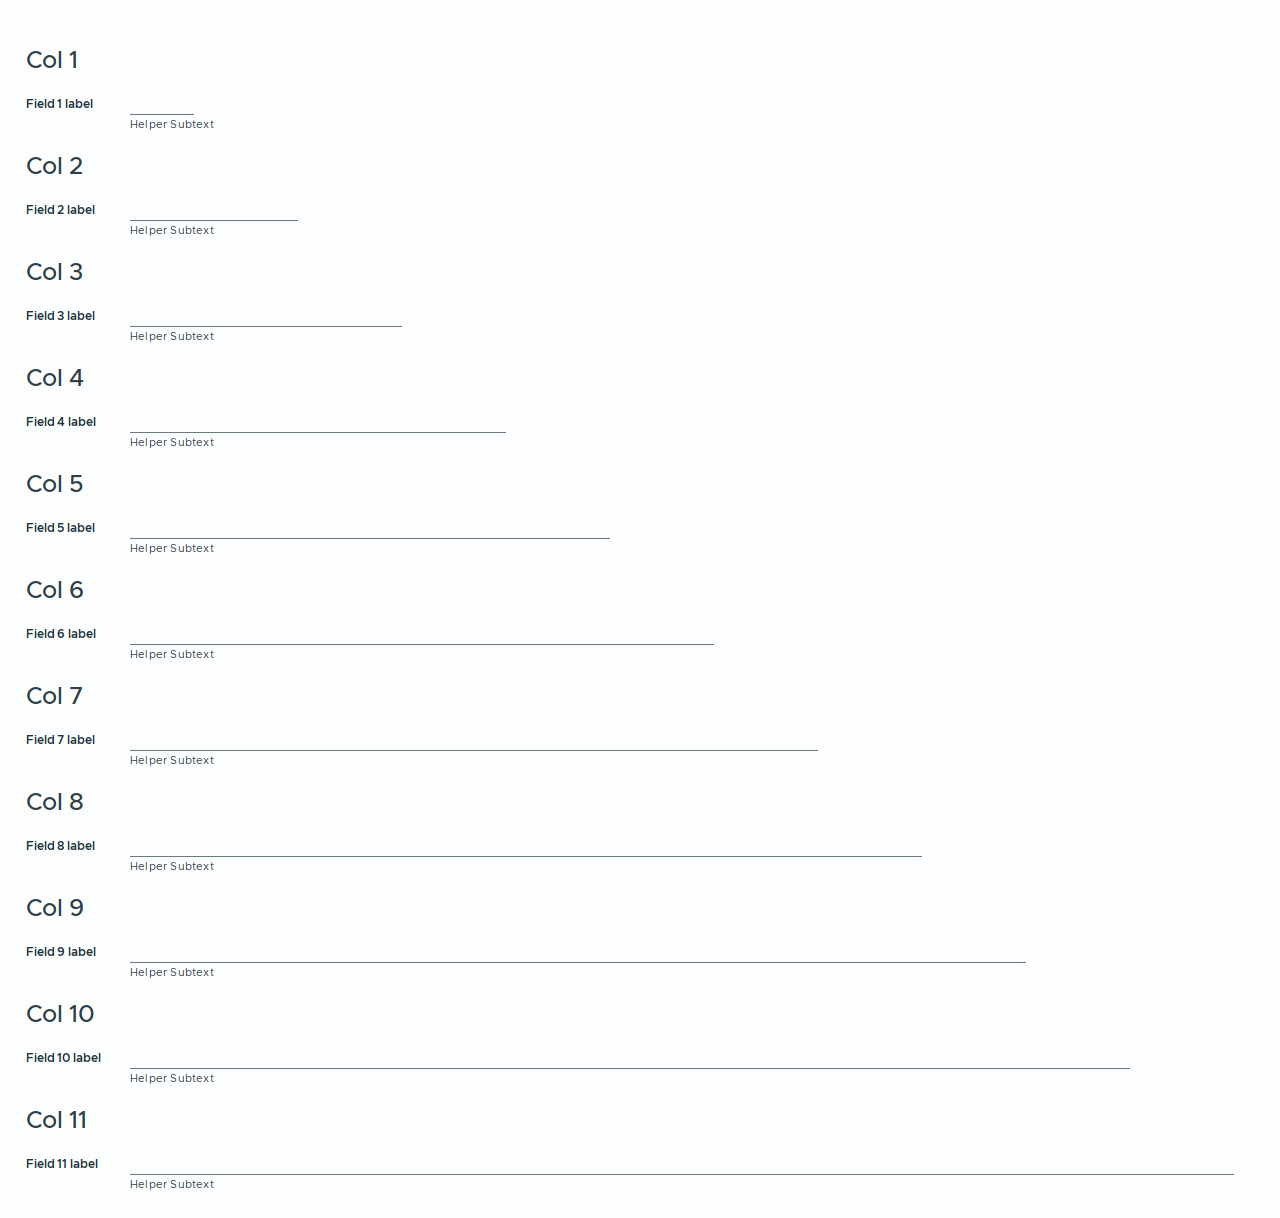 Col 1
Field 1 label
Helper Subtext
Col 2
Field 2 label
Helper Subtext
Col 3
Field 3 label
Helper Subtext
Col 4
Field 4 label
Helper Subtext
Col 5
Field 5 label
Helper Subtext
Col 6
Field 6 label
Helper Subtext
Col 7
Field 7 label
Helper Subtext
Col 8
Field 8 label
Helper Subtext
Col 9
Field 9 label
Helper Subtext
Col 10
Field 10 label
Helper Subtext
Col 11
Field 11 label
Helper Subtext